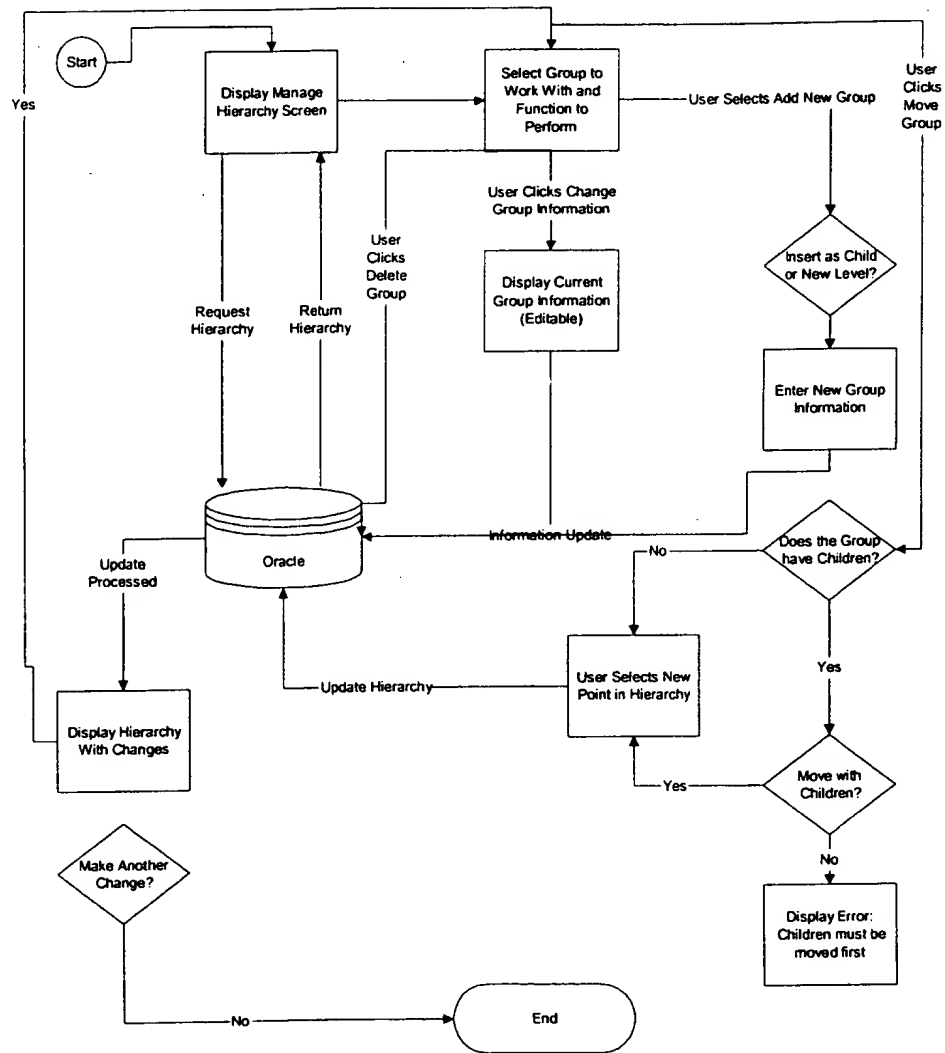 Start
Display Manage
Hierarchy Screen
Select Group to
Work With and
Function to
Perform
User Selects Add New Group
User
Clicks
Move
Group
Yes
User Clicks Change
Group Information
User
Clicks
Delete
Group
Insert as Child
or New Level?
Request
Hierarchy
Return
Hierarchy
Display Current
Group Information
(Editable)
Enter New Group
Information
Oracle
Information Update
Does the Group
have Children?
No
Update
Processed
Yes
Update Hierarchy
User Selects New
Point in Hierarchy
Display Hierarchy
With Changes
Yes
Move with
Children?
No
Make Another
Change?
Display Error:
Children must be
moved first
No
End